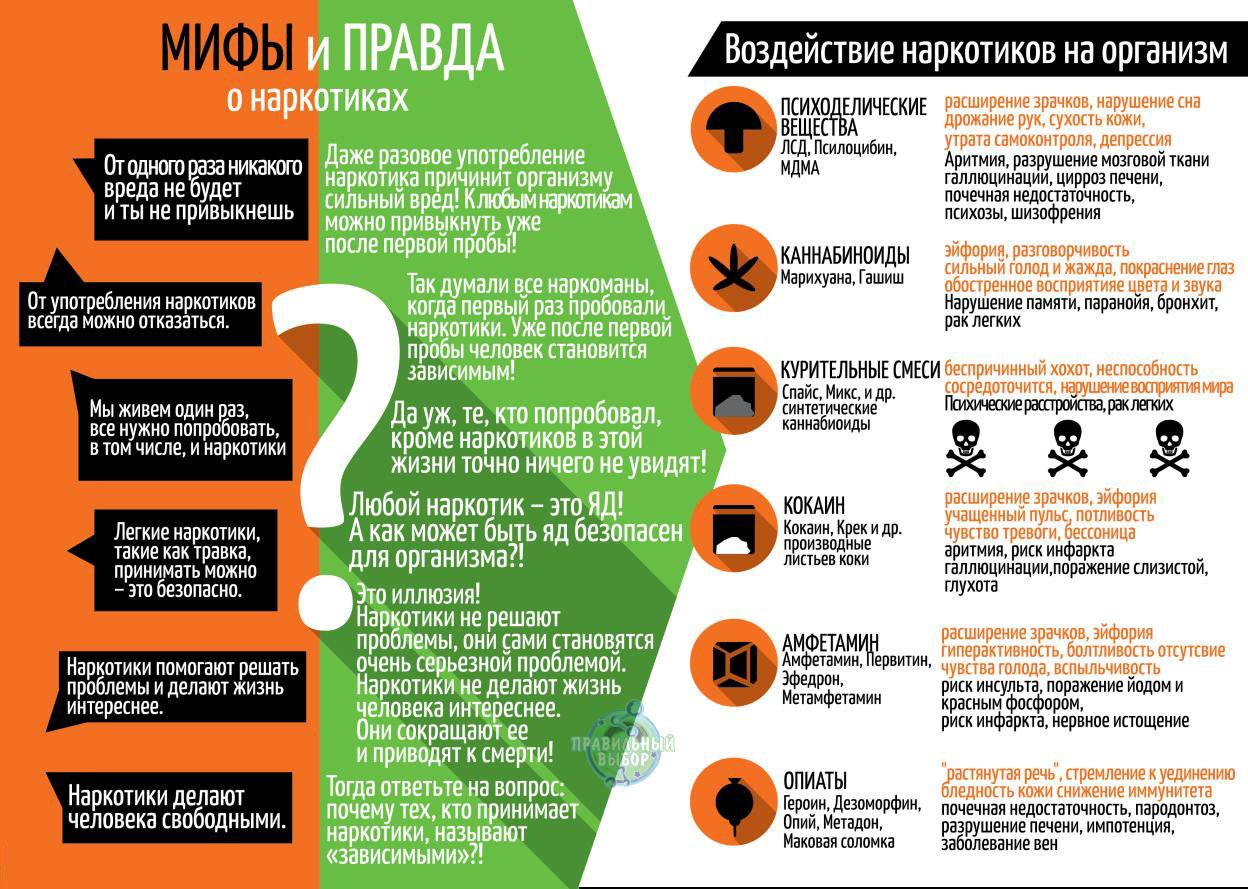 МИФЫ и ПРАВДА
о наркотиках
От одного раза никакого
вреда не будет
и ты не привыкнешь
Даже разовое употребление
наркотика причинит организму
сильный вред! К любым наркотикам
можно привыкнуть уже
после первой пробы!
От употребления наркотиков
всегда можно отказаться.
Так думали все наркоманы,
когда первый раз пробовали
наркотики. Уже после первой
пробы человек становится
зависимым!
Мы живем один раз,
все нужно попробовать,
в том числе, и наркотики
Да уж, те, кто попробовал,
кроме наркотиков в этой
жизни точно ничего не увидят!
Легкие наркотики,
такие как травка,
принимать можно
– это безопасно.
Любой наркотик – это ЯД!
А как может быть яд безопасен
для организма?!
Наркотики помогают решать
проблемы и делают жизнь
интереснее.
Это иллюзия!
Наркотики не решают
проблемы, они сами становятся
очень серьезной проблемой.
Наркотики не делают жизнь
человека интереснее.
Они сокращают ее
и приводят к смерти!
Наркотики делают
человека свободными.
Тогда ответьте на вопрос:
почему тех, кто принимает
наркотики, называют
«зависимыми»?!
?
ПРАВИЛЬНЫЙ
ВЫБОР
Воздействие наркотиков на организм
ПСИХОДЕЛИЧЕСКИЕ
ВЕЩЕСТВА
ЛСД, Псилоцибин,
МДМА
расширение зрачков, нарушение сна
дрожание рук, сухость кожи,
утрата самоконтроля, депрессия
Аритмия, разрушение мозговой ткани
галлюцинации, цирроз печени,
почечная недостаточность,
психозы, шизофрения
КАННАБИНОИДЫ
Марихуана, Гашиш
эйфория, разговорчивость
сильный голод и жажда, покраснение глаз
обостренное восприятияе цвета и звука
Нарушение памяти, паранойя, бронхит,
рак легких
КУРИТЕЛЬНЫЕ СМЕСИ
Спайс, Микс, и др.
синтетические
каннабиоиды
беспричинный хохот, неспособность
сосредоточится, нарушение восприятия мира
Психические расстройства, рак легких
КОКАИН
Кокаин, Крек и др.
производные
листьев коки
расширение зрачков, эйфория
учащенный пульс, потливость
чувство тревоги, бессоница
аритмия, риск инфаркта
галлюцинации,поражение слизистой,
глухота
АМФЕТАМИН
Амфетамин, Первитин,
Эфедрон,
Метамфетамин
расширение зрачков, эйфория
гиперактивность, болтливость отсутсвие
чувства голода, вспыльчивость
риск инсульта, поражение йодом и
красным фосфором,
риск инфаркта, нервное истощение
ОПИАТЫ
Героин, Дезоморфин,
Опий, Метадон,
Маковая соломка
"растянутая речь", стремление к уединению
бледность кожи снижение иммунитета
почечная недостаточность, пародонтоз,
разрушение печени, импотенция,
заболевание вен